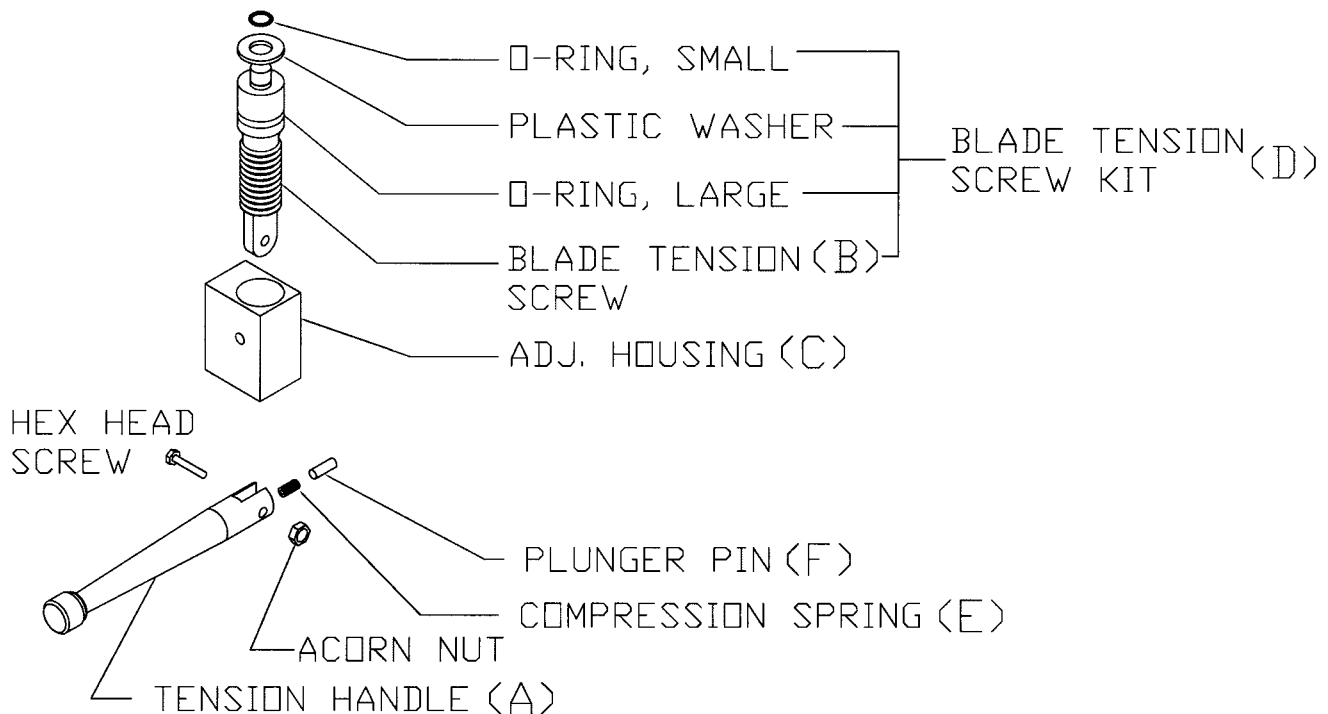 O-RING, SMALL
PLASTIC WASHER
O-RING, LARGE
BLADE TENSION (B)
SCREW
BLADE TENSION
SCREW KIT (D)
ADJ. HOUSING (C)
HEX HEAD
SCREW
PLUNGER PIN (F)
COMPRESSION SPRING (E)
ACORN NUT
TENSION HANDLE (A)